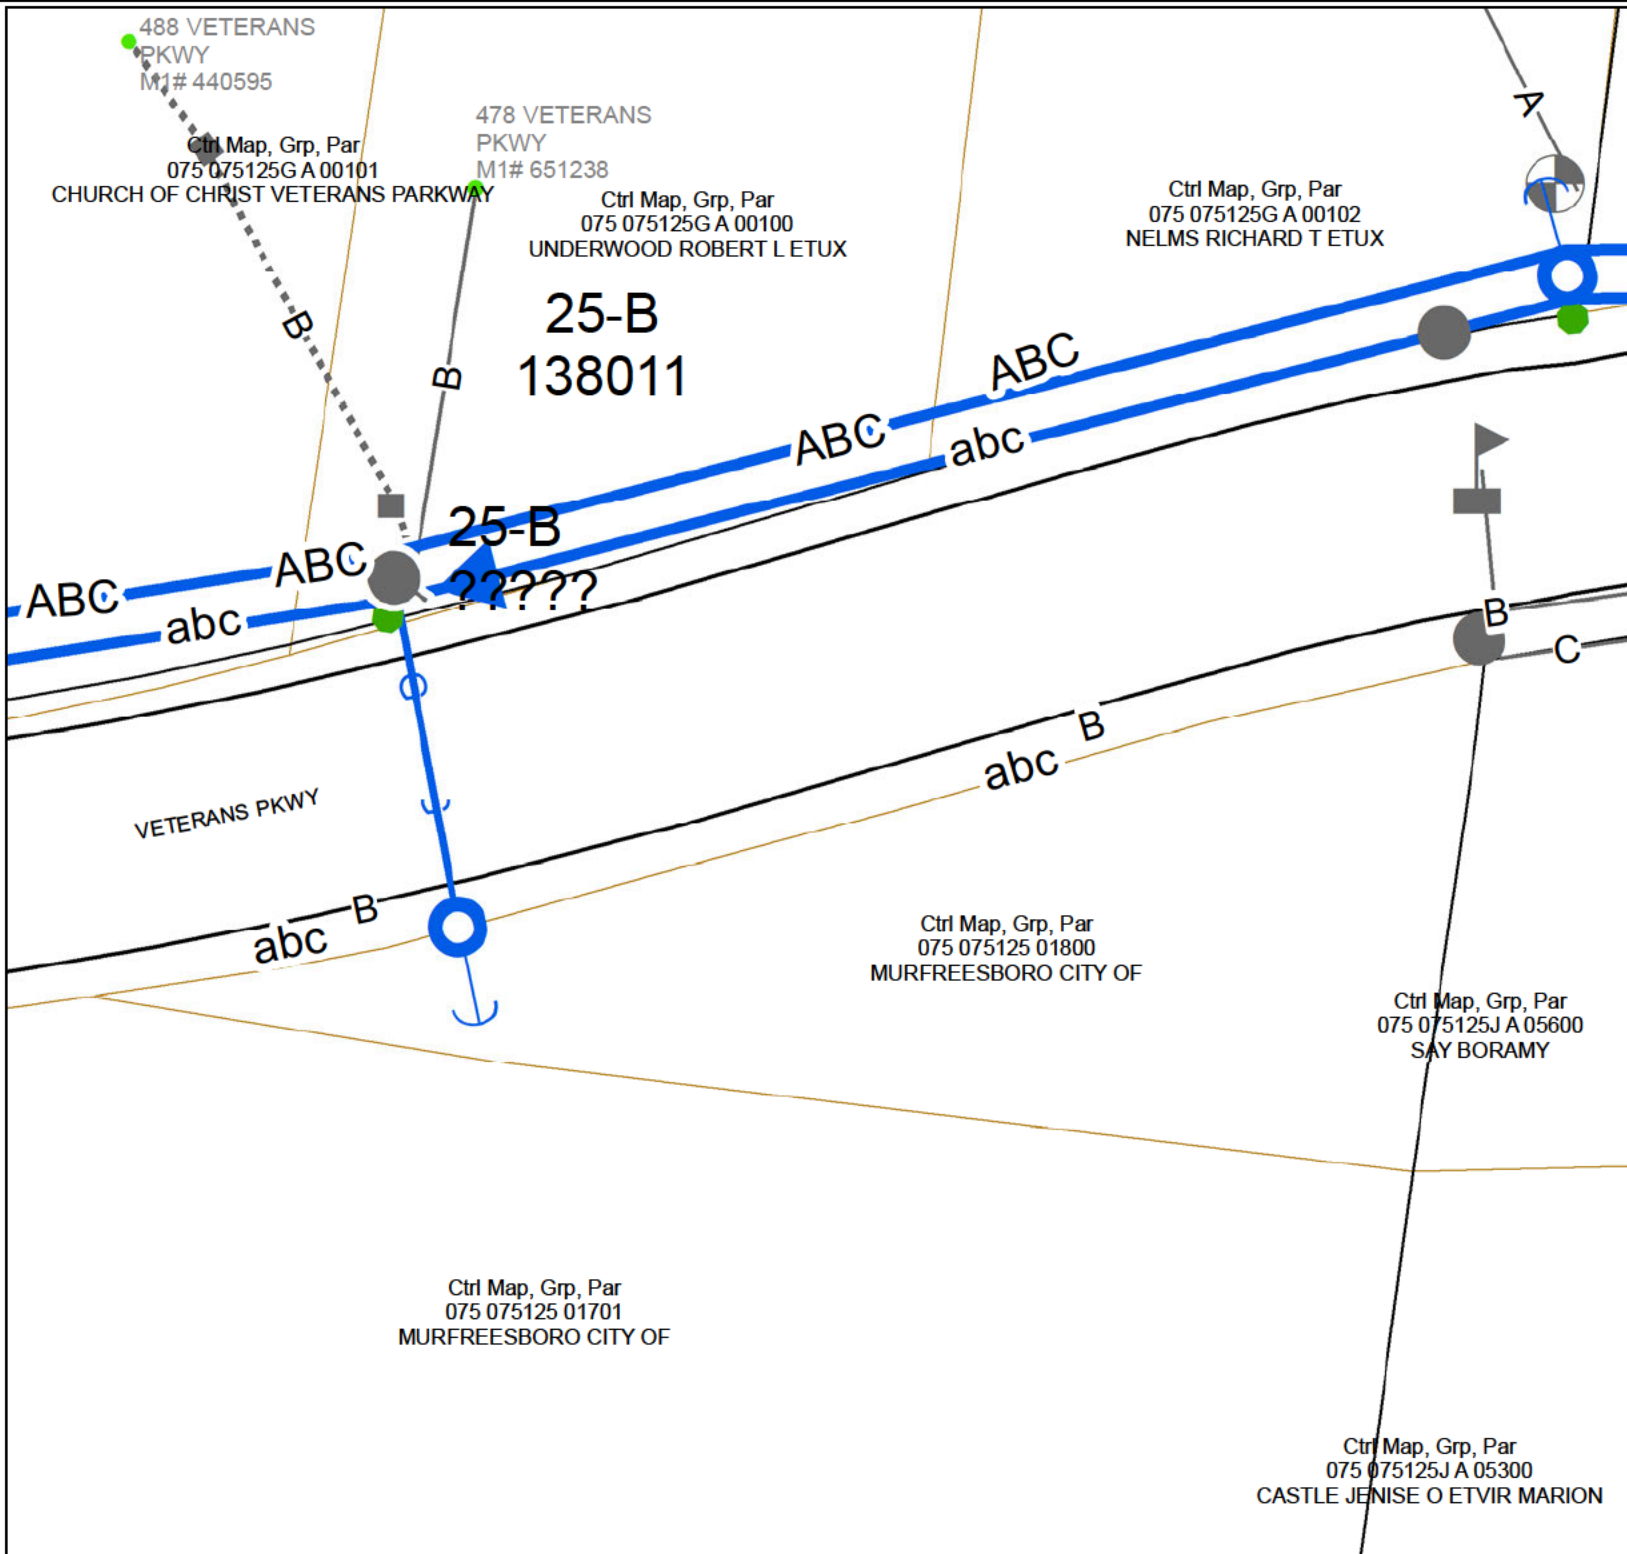 488 VETERANS
PKWY
M1# 440595
Ctrl Map, Grp, Par
075 075125G A 00101
CHURCH OF CHRIST VETERANS PARKWAY
478 VETERANS
PKWY
M1# 651238
Ctrl Map, Grp, Par
075 075125G A 00100
UNDERWOOD ROBERT L ETUX
Ctrl Map, Grp, Par
075 075125G A 00102
NELMS RICHARD T ETUX
A
B
B
25-B
138011
ABC
ABC
abc
25-B
?????
ABC
ABC
abc
B
C
B
abc
VETERANS PKWY
B
abc
Ctrl Map, Grp, Par
075 075125 01800
MURFREESBORO CITY OF
Ctrl Map, Grp, Par
075 075125J A 05600
SAY BORAMY
Ctrl Map, Grp, Par
075 075125 01701
MURFREESBORO CITY OF
Ctrl Map, Grp, Par
075 075125J A 05300
CASTLE JENISE O ETVIR MARION